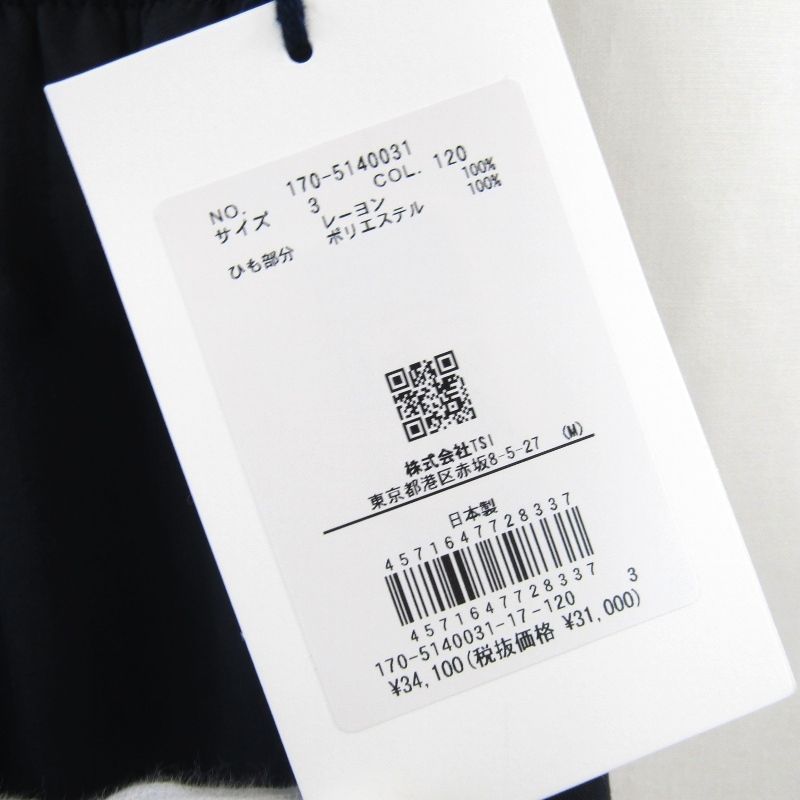 NO. 170-5140031
サイズ 3 COL. 120
レーヨン 100%
ひも部分 ポリエステル 100%
株式会社TSI
東京都港区赤坂8-5-27 (M)
日本製
4571647728337
4571647728337
170-5140031-17-120 3
¥34,100(税抜価格 ¥31,000)